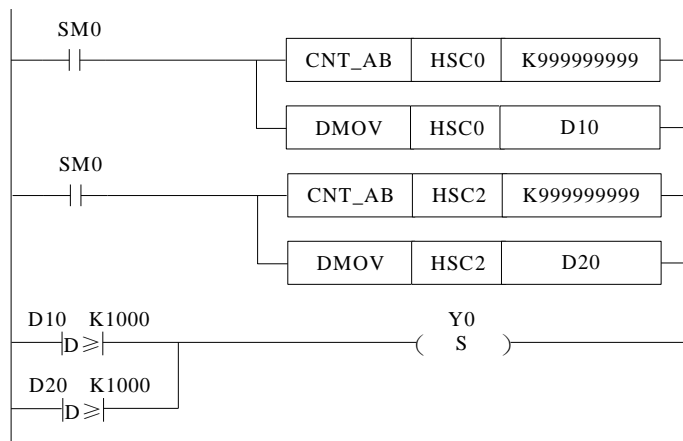 SM0
CNT_AB HSC0 K999999999
DMOV HSC0 D10
SM0
CNT_AB HSC2 K999999999
DMOV HSC2 D20
D10 K1000 Y0
D≥ S
D20 K1000
D≥